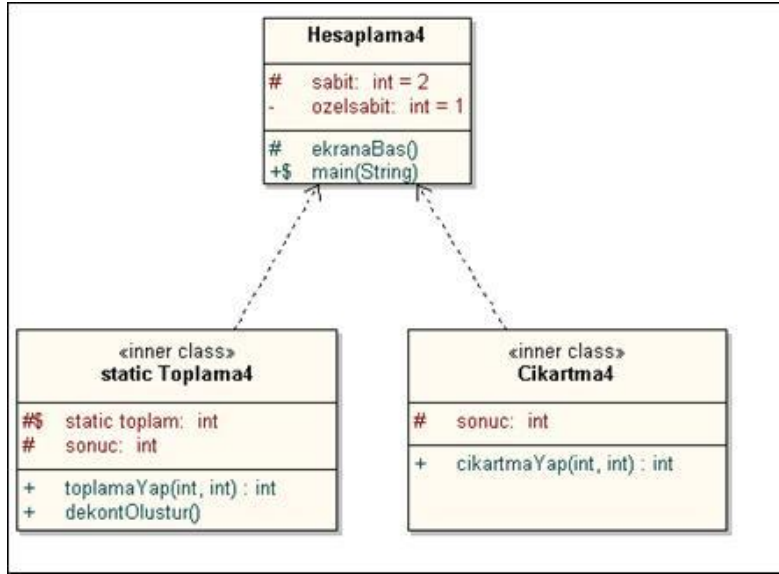 Hesaplama4
# sabit: int = 2
- ozelsabit: int = 1
# ekranaBas()
+$ main(String)
«inner class»
static Toplama4
#$ static toplam: int
# sonuc: int
+ toplamaYap(int, int) : int
+ dekontOlustur()
«inner class»
Cikartma4
# sonuc: int
+ cikartmaYap(int, int) : int